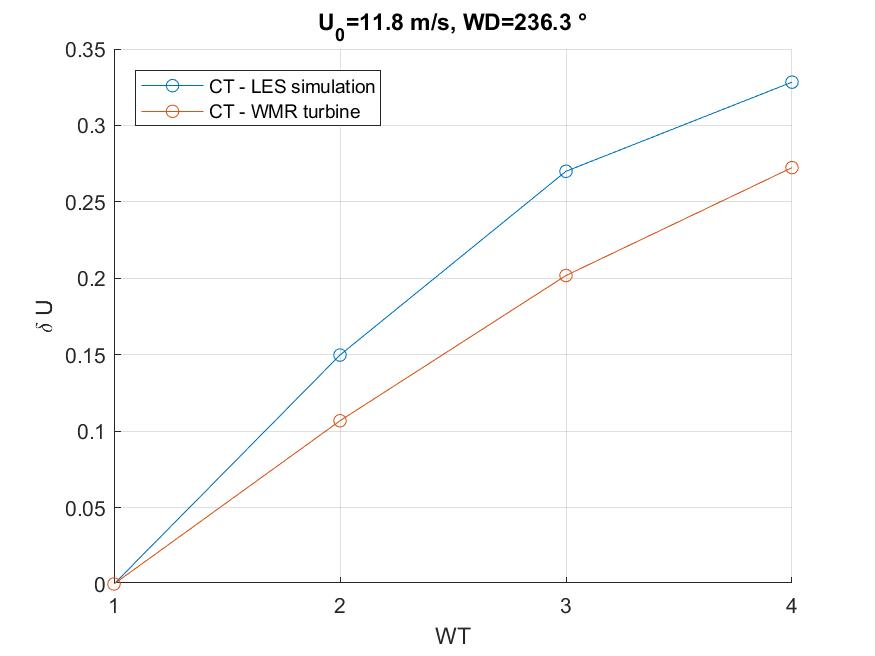 U0=11.8 m/s, WD=236.3 °
0.35
CT - LES simulation
CT - WMR turbine
0.3
0.25
0.2
δ U
0.15
0.1
0.05
0
1 2 3 4
WT